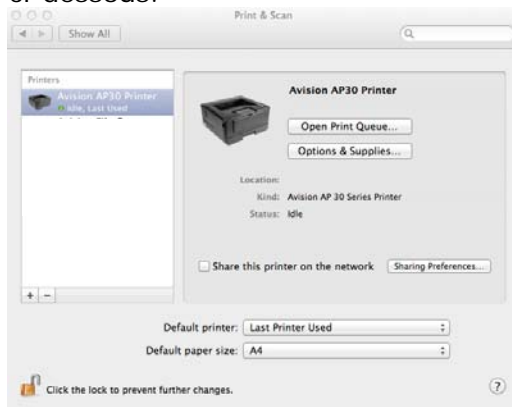 Print & Scan
Show All
Printers
Avision AP30 Printer
Idle, Last Used
Avision AP30 Printer
Open Print Queue...
Options & Supplies...
Location:
Kind: Avision AP 30 Series Printer
Status: Idle
Share this printer on the network Sharing Preferences...
+ −
Default printer: Last Printer Used
Default paper size: A4
Click the lock to prevent further changes. ?